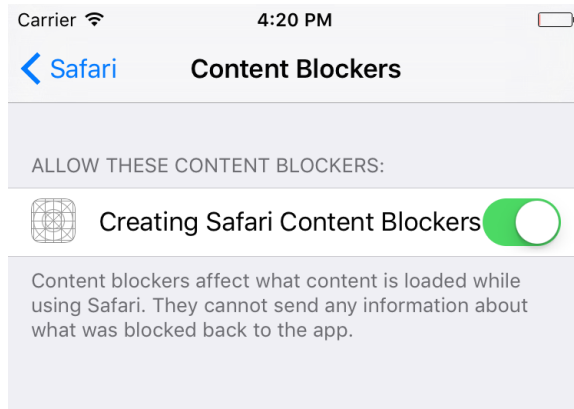 Carrier 4:20 PM
Safari Content Blockers
ALLOW THESE CONTENT BLOCKERS:
Creating Safari Content Blockers
Content blockers affect what content is loaded while
using Safari. They cannot send any information about
what was blocked back to the app.